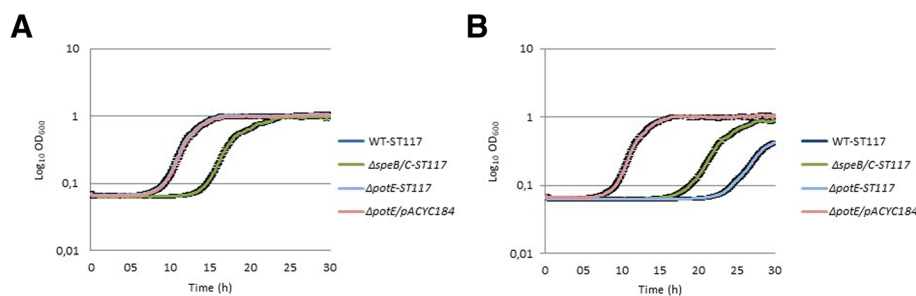 A
10
1
0,1
0,01
Log10 OD600
0 05 10 15 20 25 30
Time (h)
WT-ST117
ΔspeB/C-ST117
ΔpotE-ST117
ΔpotE/pACYC184
B
10
1
0,1
0,01
Log10 OD600
0 05 10 15 20 25 30
Time (h)
WT-ST117
ΔspeB/C-ST117
ΔpotE-ST117
ΔpotE/pACYC184